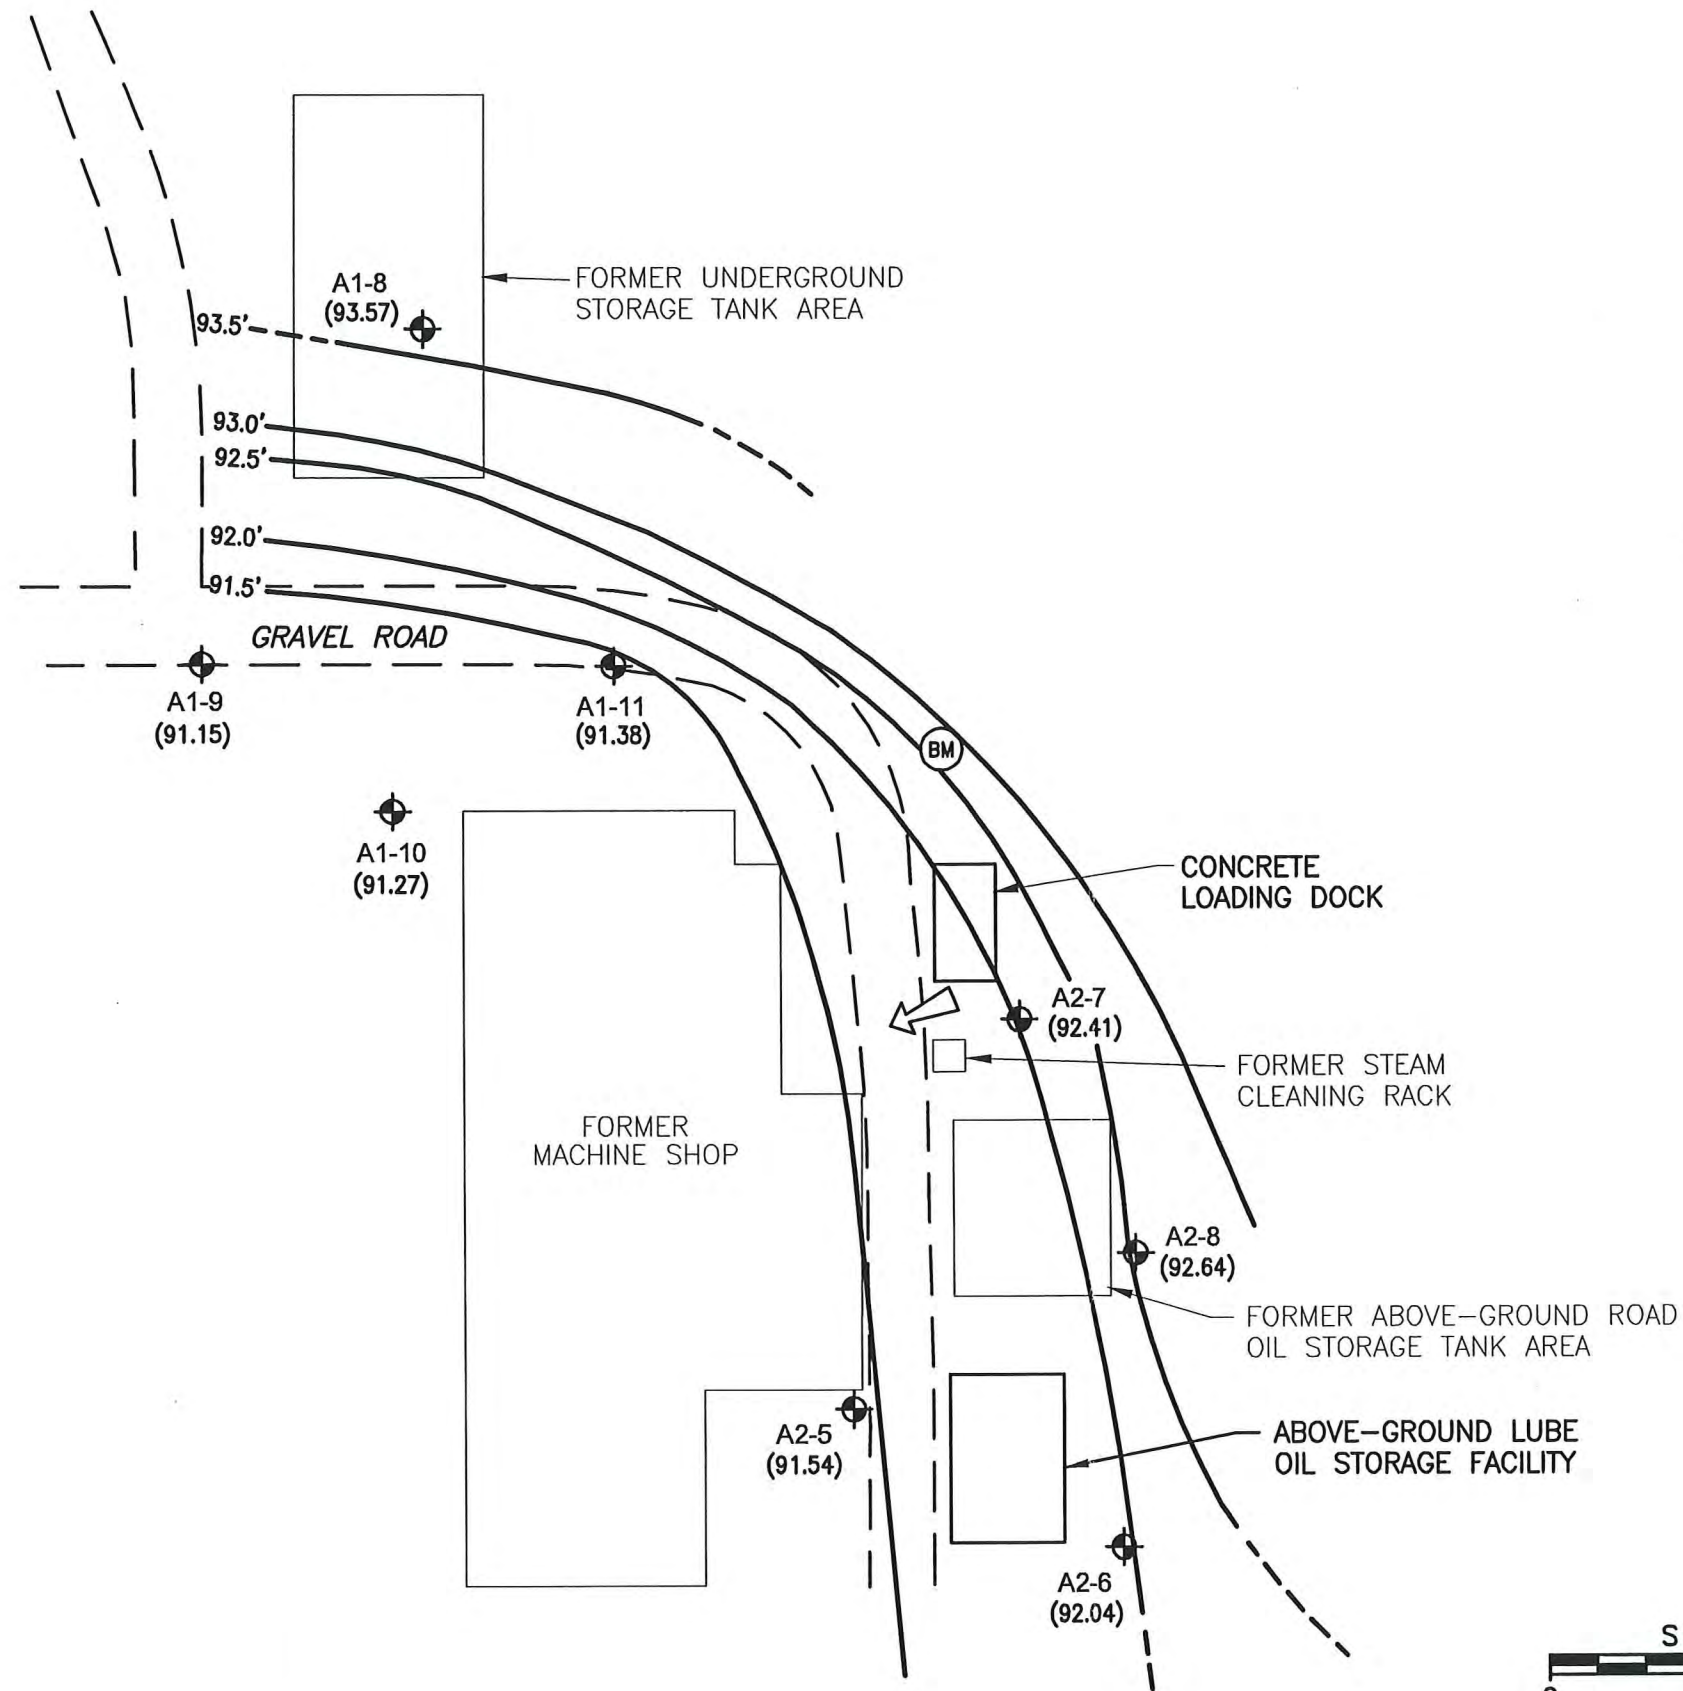 A1-8
(93.57)
FORMER UNDERGROUND
STORAGE TANK AREA
93.5'
93.0'
92.5'
92.0'
91.5'
GRAVEL ROAD
A1-9
(91.15)
A1-11
(91.38)
BM
A1-10
(91.27)
CONCRETE
LOADING DOCK
A2-7
(92.41)
FORMER STEAM
CLEANING RACK
FORMER
MACHINE SHOP
A2-8
(92.64)
FORMER ABOVE-GROUND ROAD
OIL STORAGE TANK AREA
A2-5
(91.54)
ABOVE-GROUND LUBE
OIL STORAGE FACILITY
A2-6
(92.04)
S